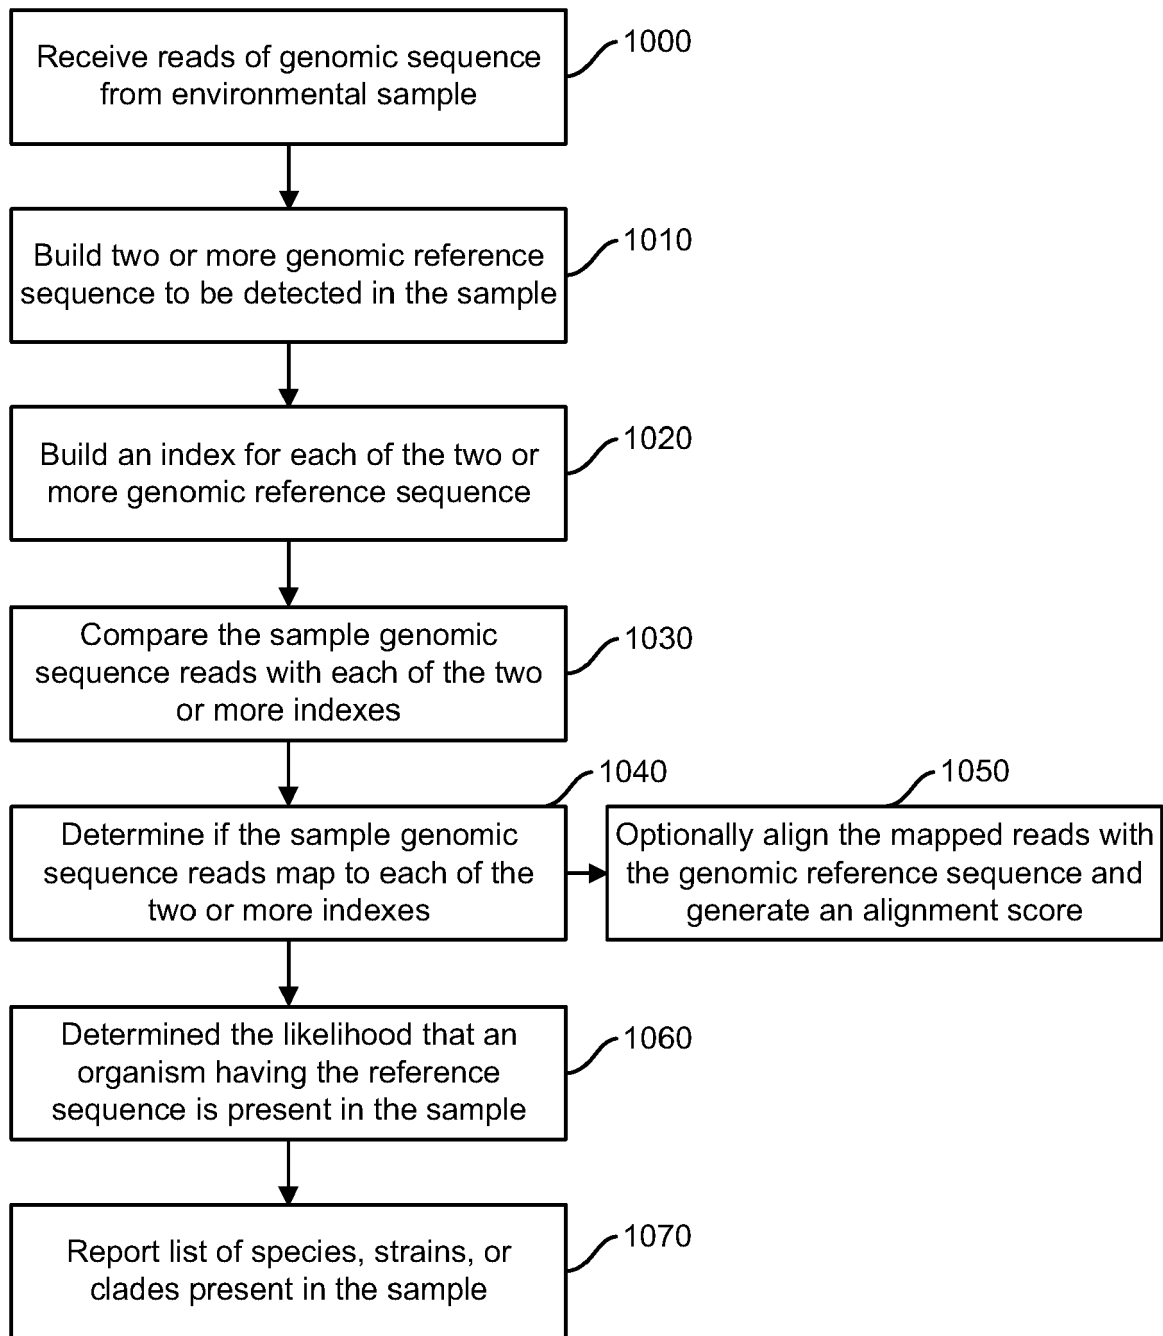 Receive reads of genomic sequence
from environmental sample
1000
Build two or more genomic reference
sequence to be detected in the sample
1010
Build an index for each of the two or
more genomic reference sequence
1020
Compare the sample genomic
sequence reads with each of the two
or more indexes
1030
Determine if the sample genomic
sequence reads map to each of the
two or more indexes
1040
Optionally align the mapped reads with
the genomic reference sequence and
generate an alignment score
1050
Determined the likelihood that an
organism having the reference
sequence is present in the sample
1060
Report list of species, strains, or
clades present in the sample
1070